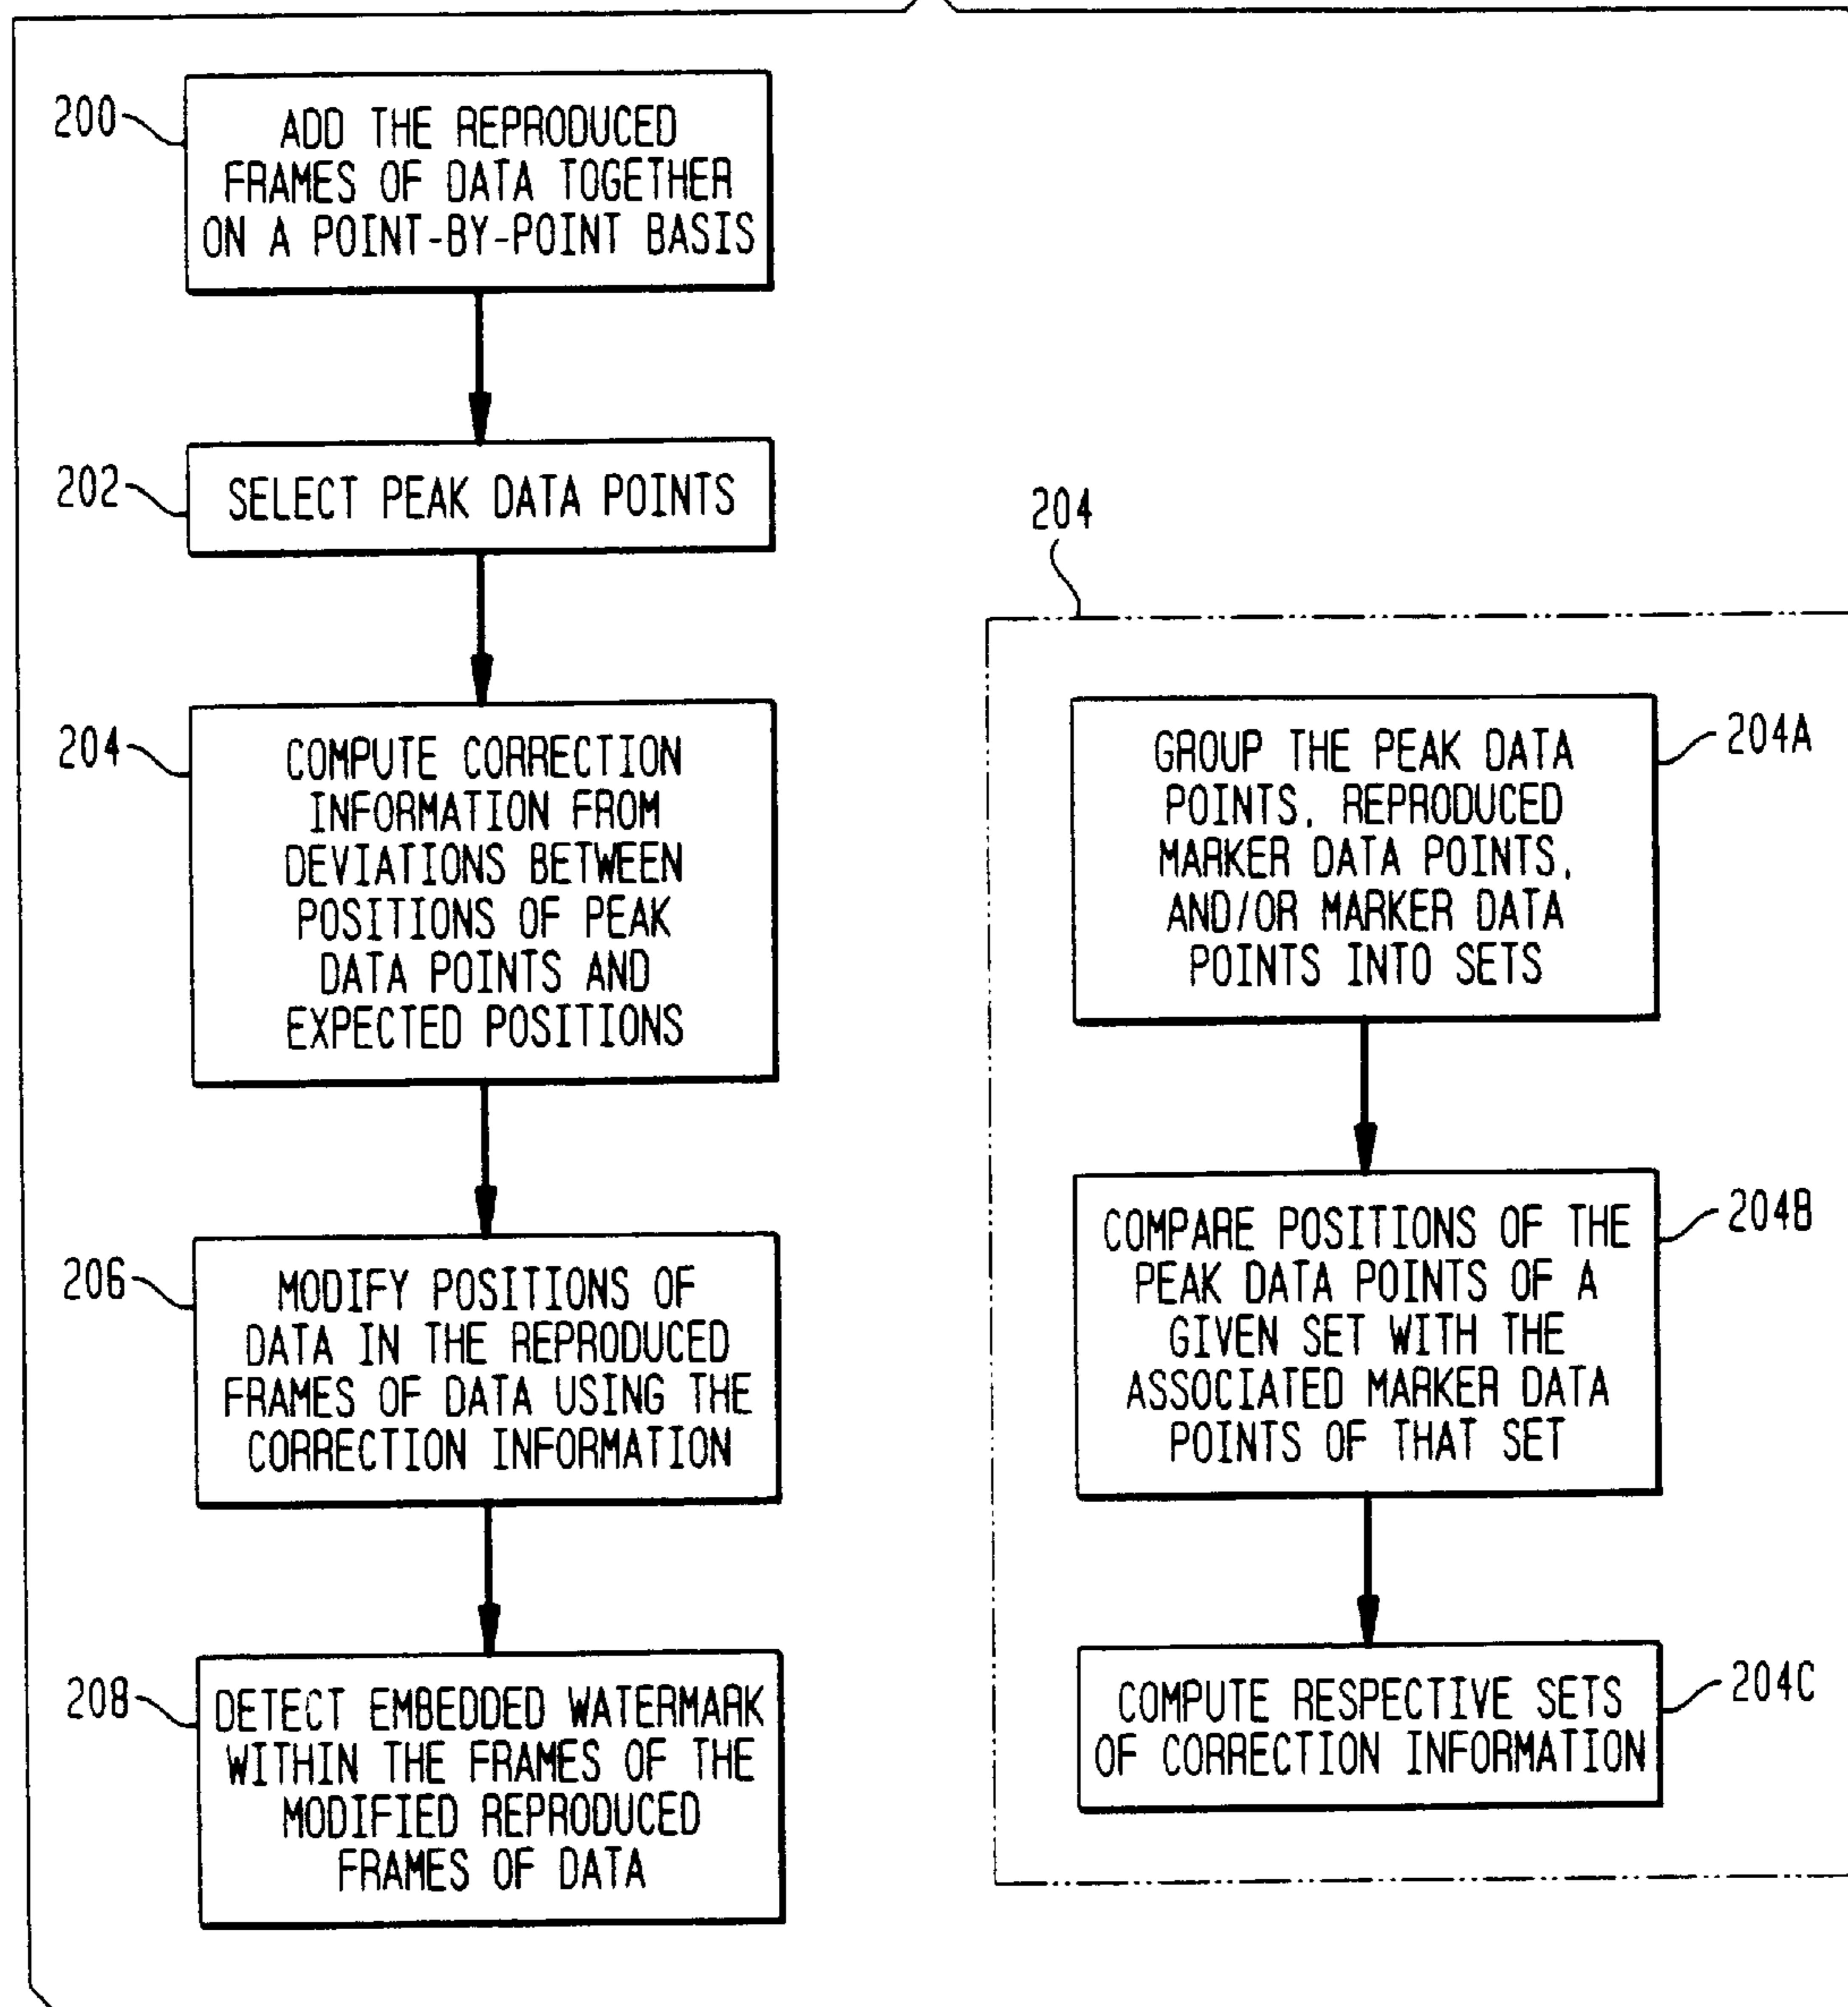 200
ADD THE REPRODUCED
FRAMES OF DATA TOGETHER
ON A POINT-BY-POINT BASIS
202
SELECT PEAK DATA POINTS
204
COMPUTE CORRECTION
INFORMATION FROM
DEVIATIONS BETWEEN
POSITIONS OF PEAK
DATA POINTS AND
EXPECTED POSITIONS
206
MODIFY POSITIONS OF
DATA IN THE REPRODUCED
FRAMES OF DATA USING THE
CORRECTION INFORMATION
208
DETECT EMBEDDED WATERMARK
WITHIN THE FRAMES OF THE
MODIFIED REPRODUCED
FRAMES OF DATA
204
204A
GROUP THE PEAK DATA
POINTS, REPRODUCED
MARKER DATA POINTS,
AND/OR MARKER DATA
POINTS INTO SETS
204B
COMPARE POSITIONS OF THE
PEAK DATA POINTS OF A
GIVEN SET WITH THE
ASSOCIATED MARKER DATA
POINTS OF THAT SET
204C
COMPUTE RESPECTIVE SETS
OF CORRECTION INFORMATION